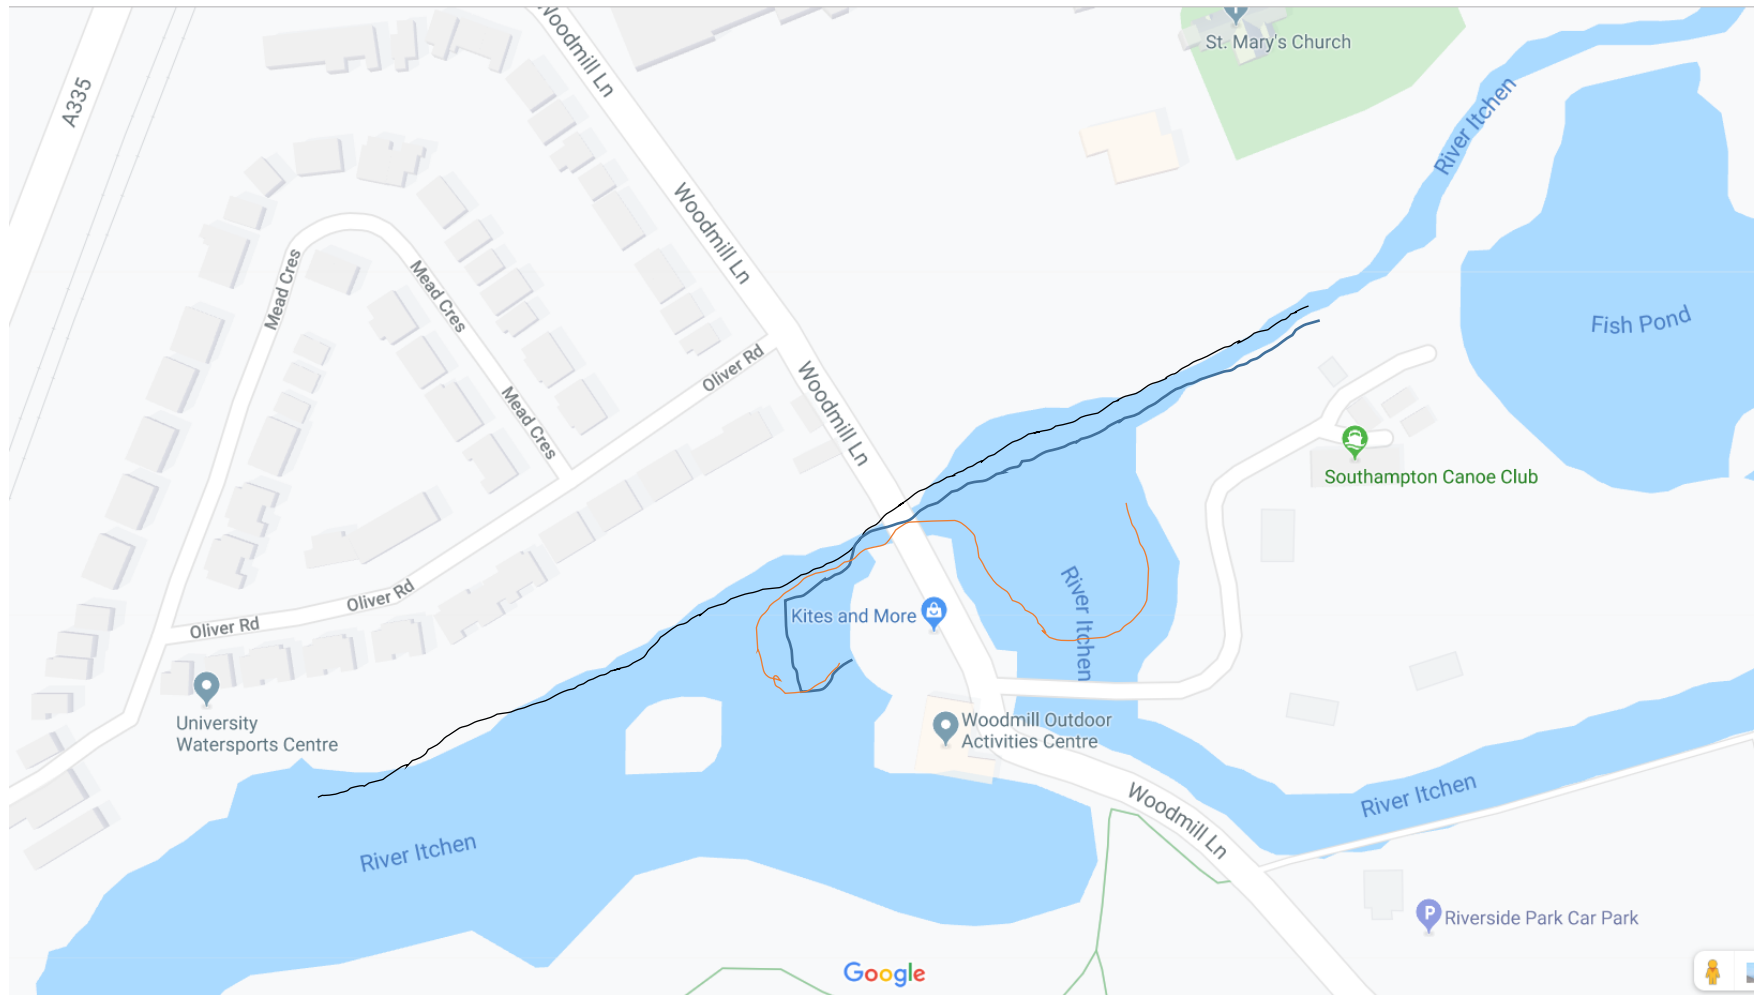 Woodmill Ln
St. Mary's Church
A335
River Itchen
Woodmill Ln
Mead Cres
Mead Cres
Fish Pond
Oliver Rd
Woodmill Ln
Mead Cres
Southampton Canoe Club
Oliver Rd
Oliver Rd
Kites and More
River Itchen
University
Watersports Centre
Woodmill Outdoor
Activities Centre
River Itchen
Woodmill Ln
River Itchen
P
Riverside Park Car Park
Google